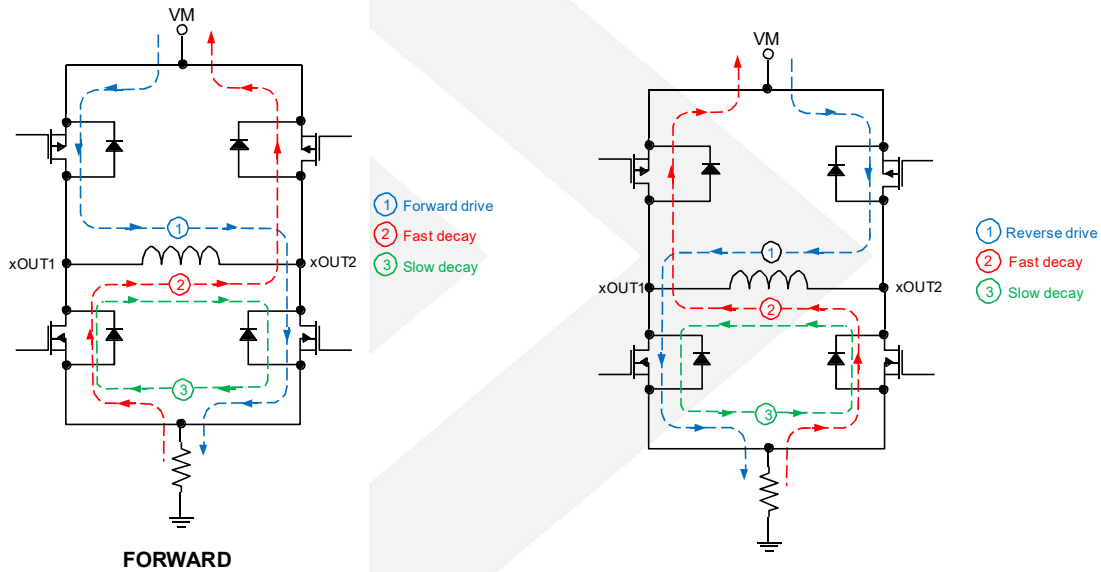 VM
1 Forward drive
2 Fast decay
3 Slow decay
1
xOUT1
xOUT2
2
3
FORWARD
VM
1 Reverse drive
2 Fast decay
3 Slow decay
1
xOUT1
xOUT2
2
3